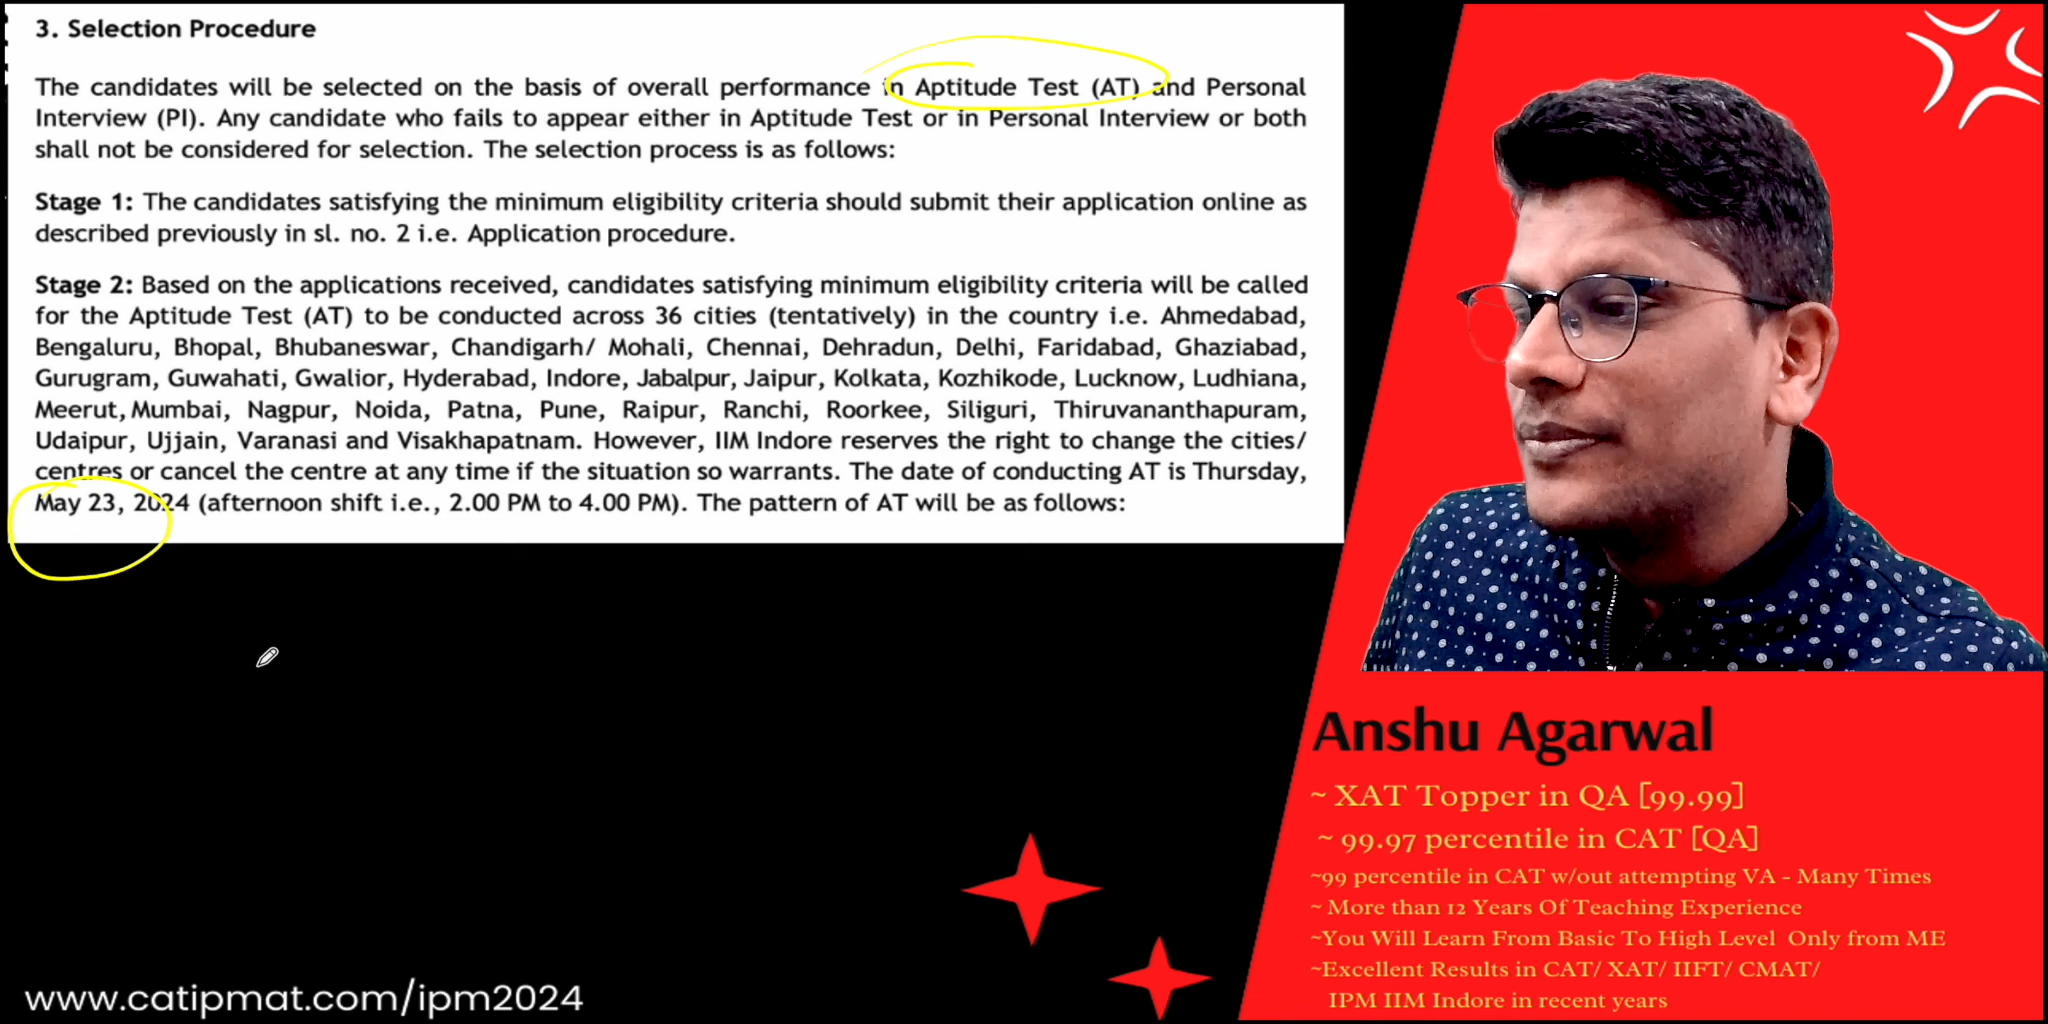 3. Selection Procedure
The candidates will be selected on the basis of overall performance in Aptitude Test (AT) and Personal
Interview (PI). Any candidate who fails to appear either in Aptitude Test or in Personal Interview or both
shall not be considered for selection. The selection process is as follows:
Stage 1: The candidates satisfying the minimum eligibility criteria should submit their application online as
described previously in sl. no. 2 i.e. Application procedure.
Stage 2: Based on the applications received, candidates satisfying minimum eligibility criteria will be called
for the Aptitude Test (AT) to be conducted across 36 cities (tentatively) in the country i.e. Ahmedabad,
Bengaluru, Bhopal, Bhubaneswar, Chandigarh/ Mohali, Chennai, Dehradun, Delhi, Faridabad, Ghaziabad,
Gurugram, Guwahati, Gwalior, Hyderabad, Indore, Jabalpur, Jaipur, Kolkata, Kozhikode, Lucknow, Ludhiana,
Meerut, Mumbai, Nagpur, Noida, Patna, Pune, Raipur, Ranchi, Roorkee, Siliguri, Thiruvananthapuram,
Udaipur, Ujjain, Varanasi and Visakhapatnam. However, IIM Indore reserves the right to change the cities/
centres or cancel the centre at any time if the situation so warrants. The date of conducting AT is Thursday,
May 23, 2024 (afternoon shift i.e., 2.00 PM to 4.00 PM). The pattern of AT will be as follows:
Anshu Agarwal
~ XAT Topper in QA [99.99]
~ 99.97 percentile in CAT [QA]
~99 percentile in CAT w/out attempting VA - Many Times
~ More than 12 Years Of Teaching Experience
~You Will Learn From Basic To High Level Only from ME
~Excellent Results in CAT/ XAT/ IIFT/ CMAT/
IPM IIM Indore in recent years
www.catipmat.com/ipm2024